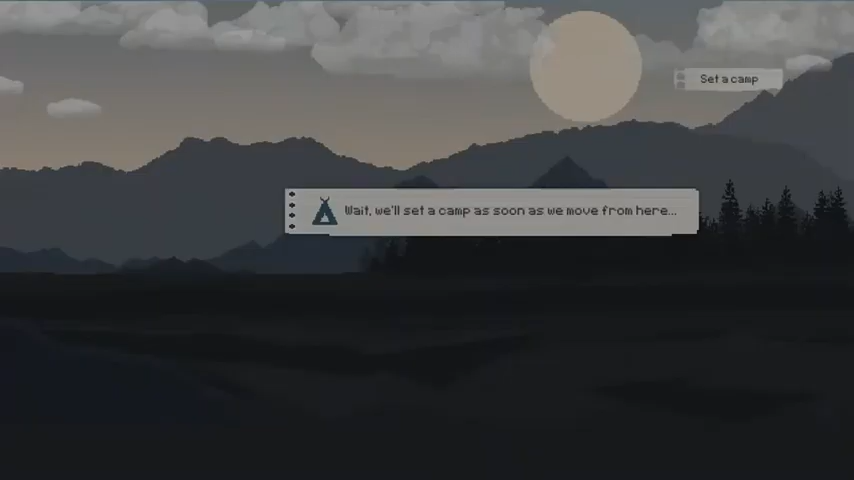 Set a camp
Wait, we'll set a camp as soon as we move from here...